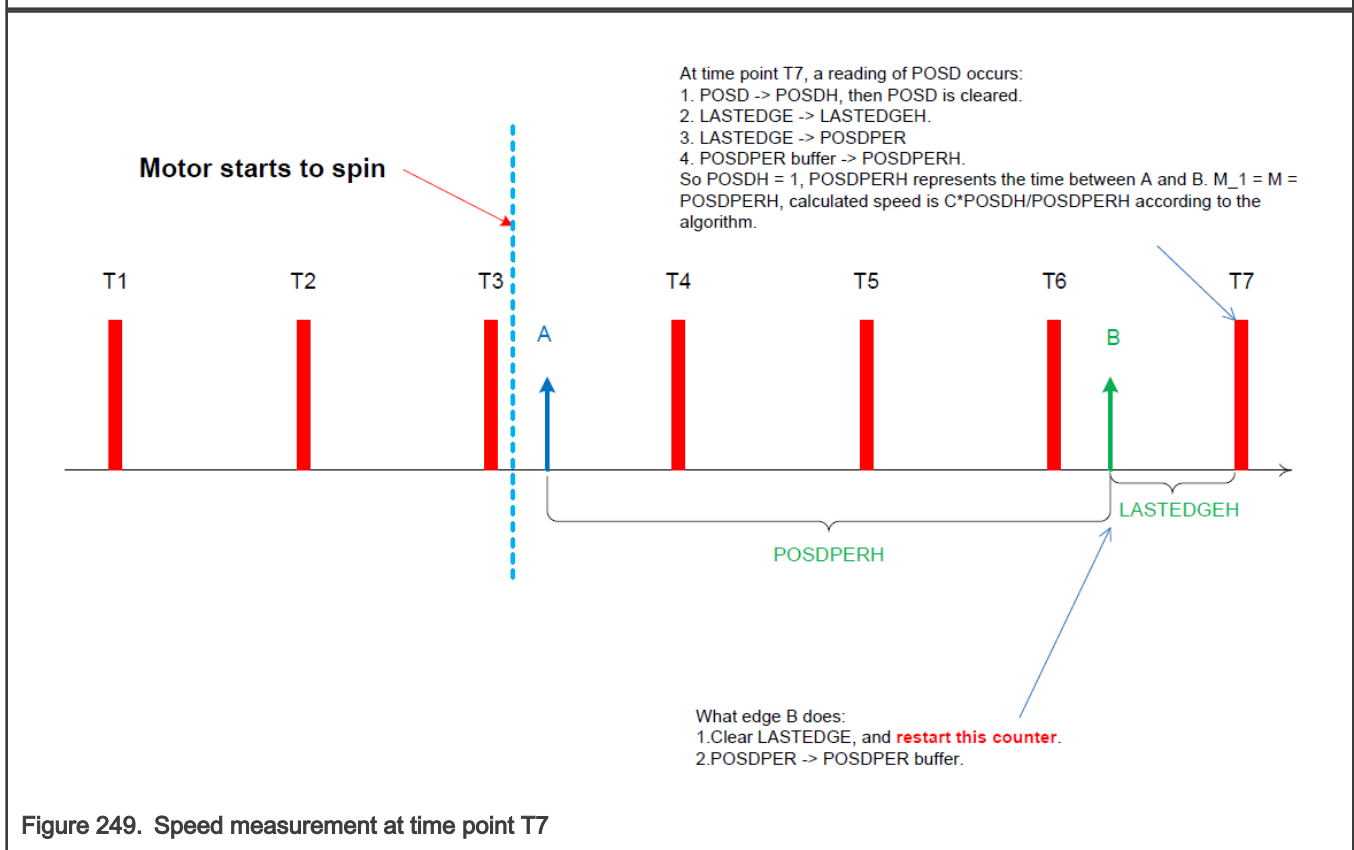 At time point T7, a reading of POSD occurs:
1. POSD -> POSDH, then POSD is cleared.
2. LASTEDGE -> LASTEDGEH.
3. LASTEDGE -> POSDPER
4. POSDPER buffer -> POSDPERH.
So POSDH = 1, POSDPERH represents the time between A and B. M_1 = M =
POSDPERH, calculated speed is C*POSDH/POSDPERH according to the
algorithm.
Motor starts to spin
T1 T2 T3 T4 T5 T6 T7
A
B
LASTEDGEH
POSDPERH
What edge B does:
1.Clear LASTEDGE, and restart this counter.
2.POSDPER -> POSDPER buffer.
Figure 249. Speed measurement at time point T7